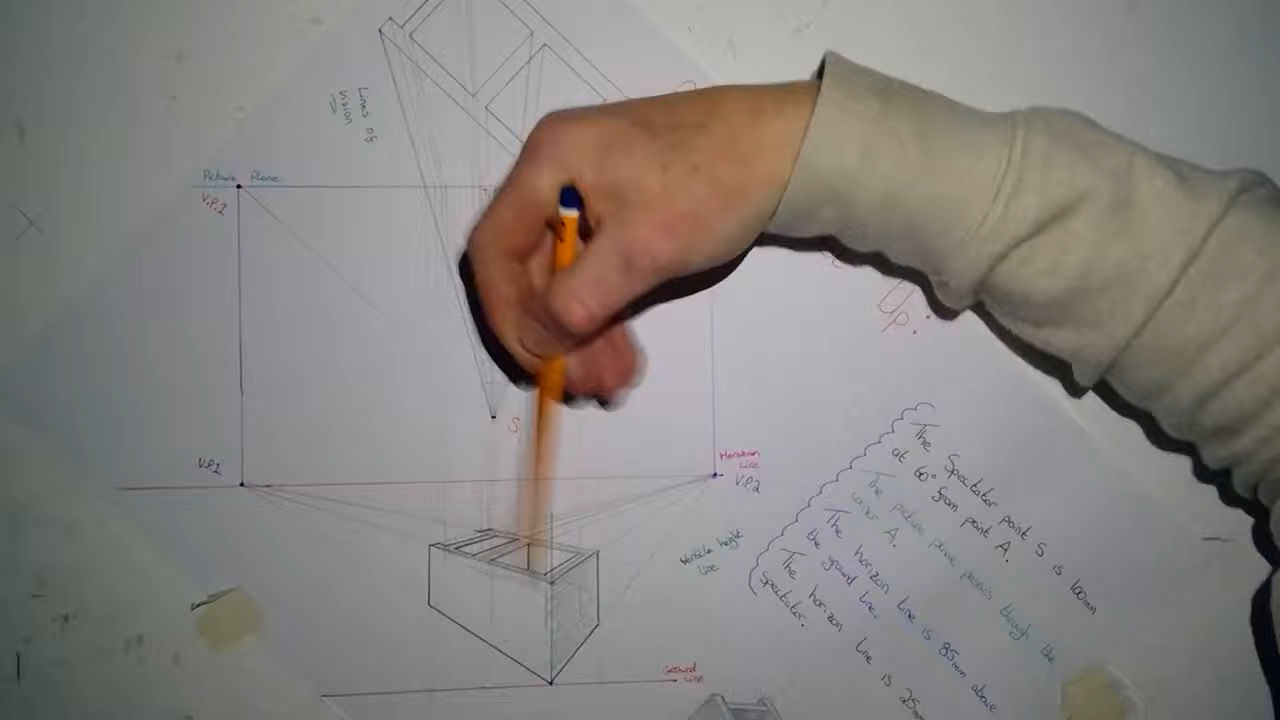 Lines of
vision
Picture Plane
V.P.1
Up.
S
V.P.1
Horizon
Line
V.P.2
Height
Line
Ground
Line
The Spectator point S is 100mm
at 60° from point A.
The picture plane passes through the
corner A.
The horizon line is 85mm above
the ground line.
The horizon line is 25mm
Spectator.